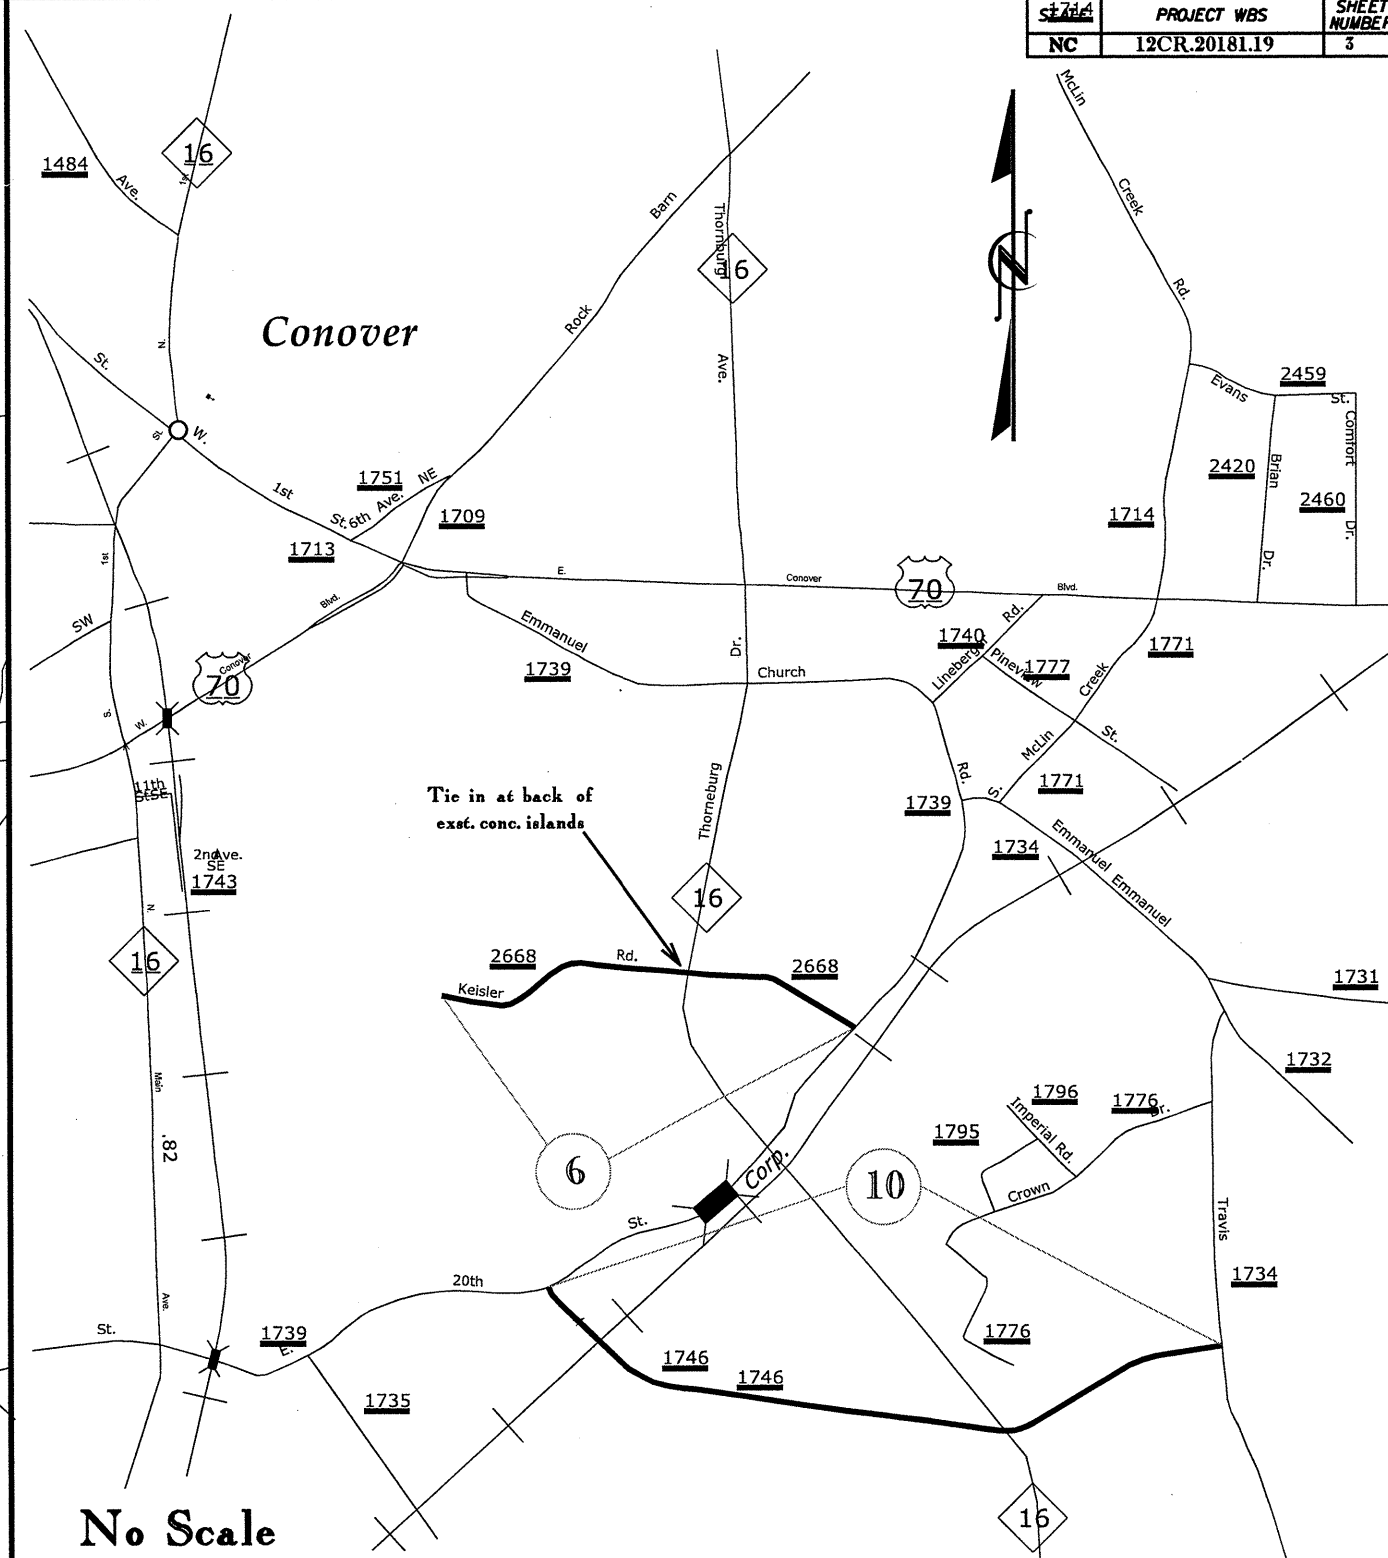 SHEET
PROJECT WBS
NUMBER
1714
NC
12CR.20181.19
3
McLin
16
1484
1st
Ave.
Creek
Barn
Thornburg
16
Rd.
Rock
Conover
N.
St.
Ave.
2459
Evans
St.
Comfort
St.
W.
Brian
2420
NE
1751
Ave.
6th
St.
1st
2460
1709
1714
Dr.
1713
1st
Dr.
E.
Conover
70
Blvd.
Blvd.
Rd.
SW
Emmanuel
Dr.
1740
Lineberger
1771
Pineview
1777
1739
Church
Conover
70
Creek
S.
W.
St.
McLin
Rd.
11th
St SE
Tie in at back of
exst. conc. islands
Thorneburg
S.
1771
1739
Emmanuel
1734
2nd Ave.
SE
1743
Emmanuel
16
N.
16
2668
Rd.
2668
Keisler
1731
1732
Main
1796
1776
Dr.
Imperial Rd.
1795
.82
6
Corp.
10
Crown
Travis
St.
1734
20th
Ave.
St.
1739
E.
1776
1746
1746
1735
16
No Scale